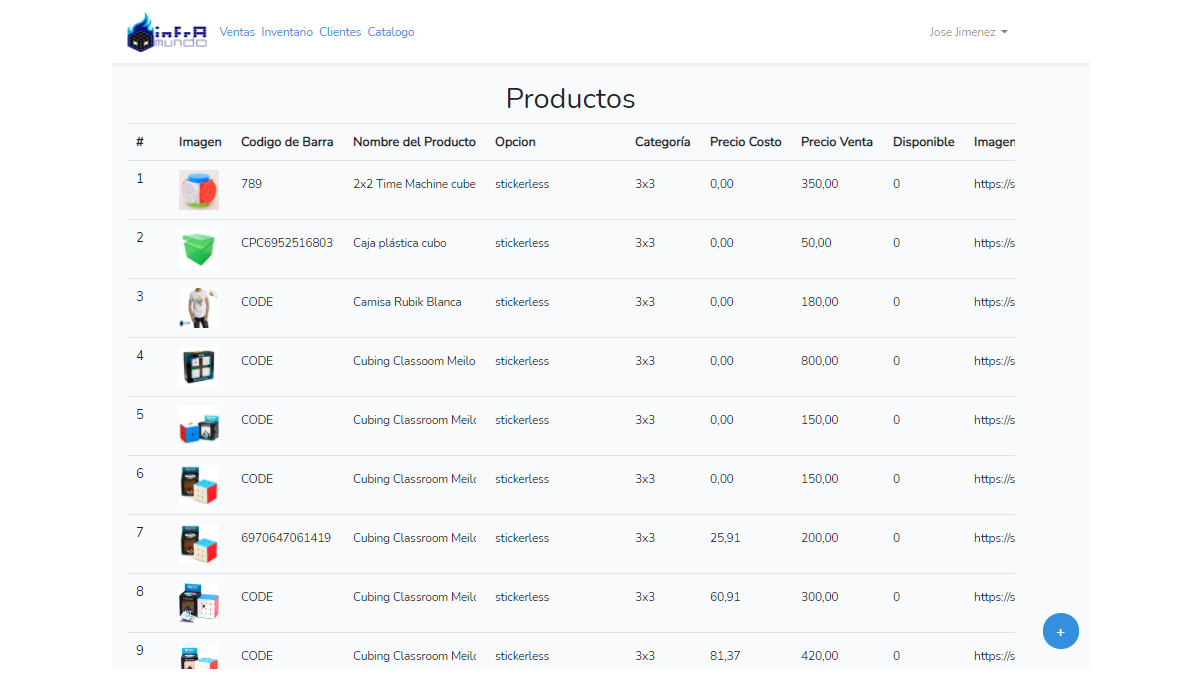 infrA
mundo
Ventas Inventario Clientes Catalogo
Jose Jimenez
Productos
# Imagen Codigo de Barra Nombre del Producto Opcion Categoría Precio Costo Precio Venta Disponible Imagen
1 789 2x2 Time Machine cube stickerless 3x3 0,00 350,00 0 https://s
2 CPC6952516803 Caja plástica cubo stickerless 3x3 0,00 50,00 0 https://s
3 CODE Camisa Rubik Blanca stickerless 3x3 0,00 180,00 0 https://s
4 CODE Cubing Classoom Meilo stickerless 3x3 0,00 800,00 0 https://s
5 CODE Cubing Classroom Meilo stickerless 3x3 0,00 150,00 0 https://s
6 CODE Cubing Classroom Meilo stickerless 3x3 0,00 150,00 0 https://s
7 6970647061419 Cubing Classroom Meilo stickerless 3x3 25,91 200,00 0 https://s
8 CODE Cubing Classroom Meilo stickerless 3x3 60,91 300,00 0 https://s
9 CODE Cubing Classroom Meilo stickerless 3x3 81,37 420,00 0 https://s
+